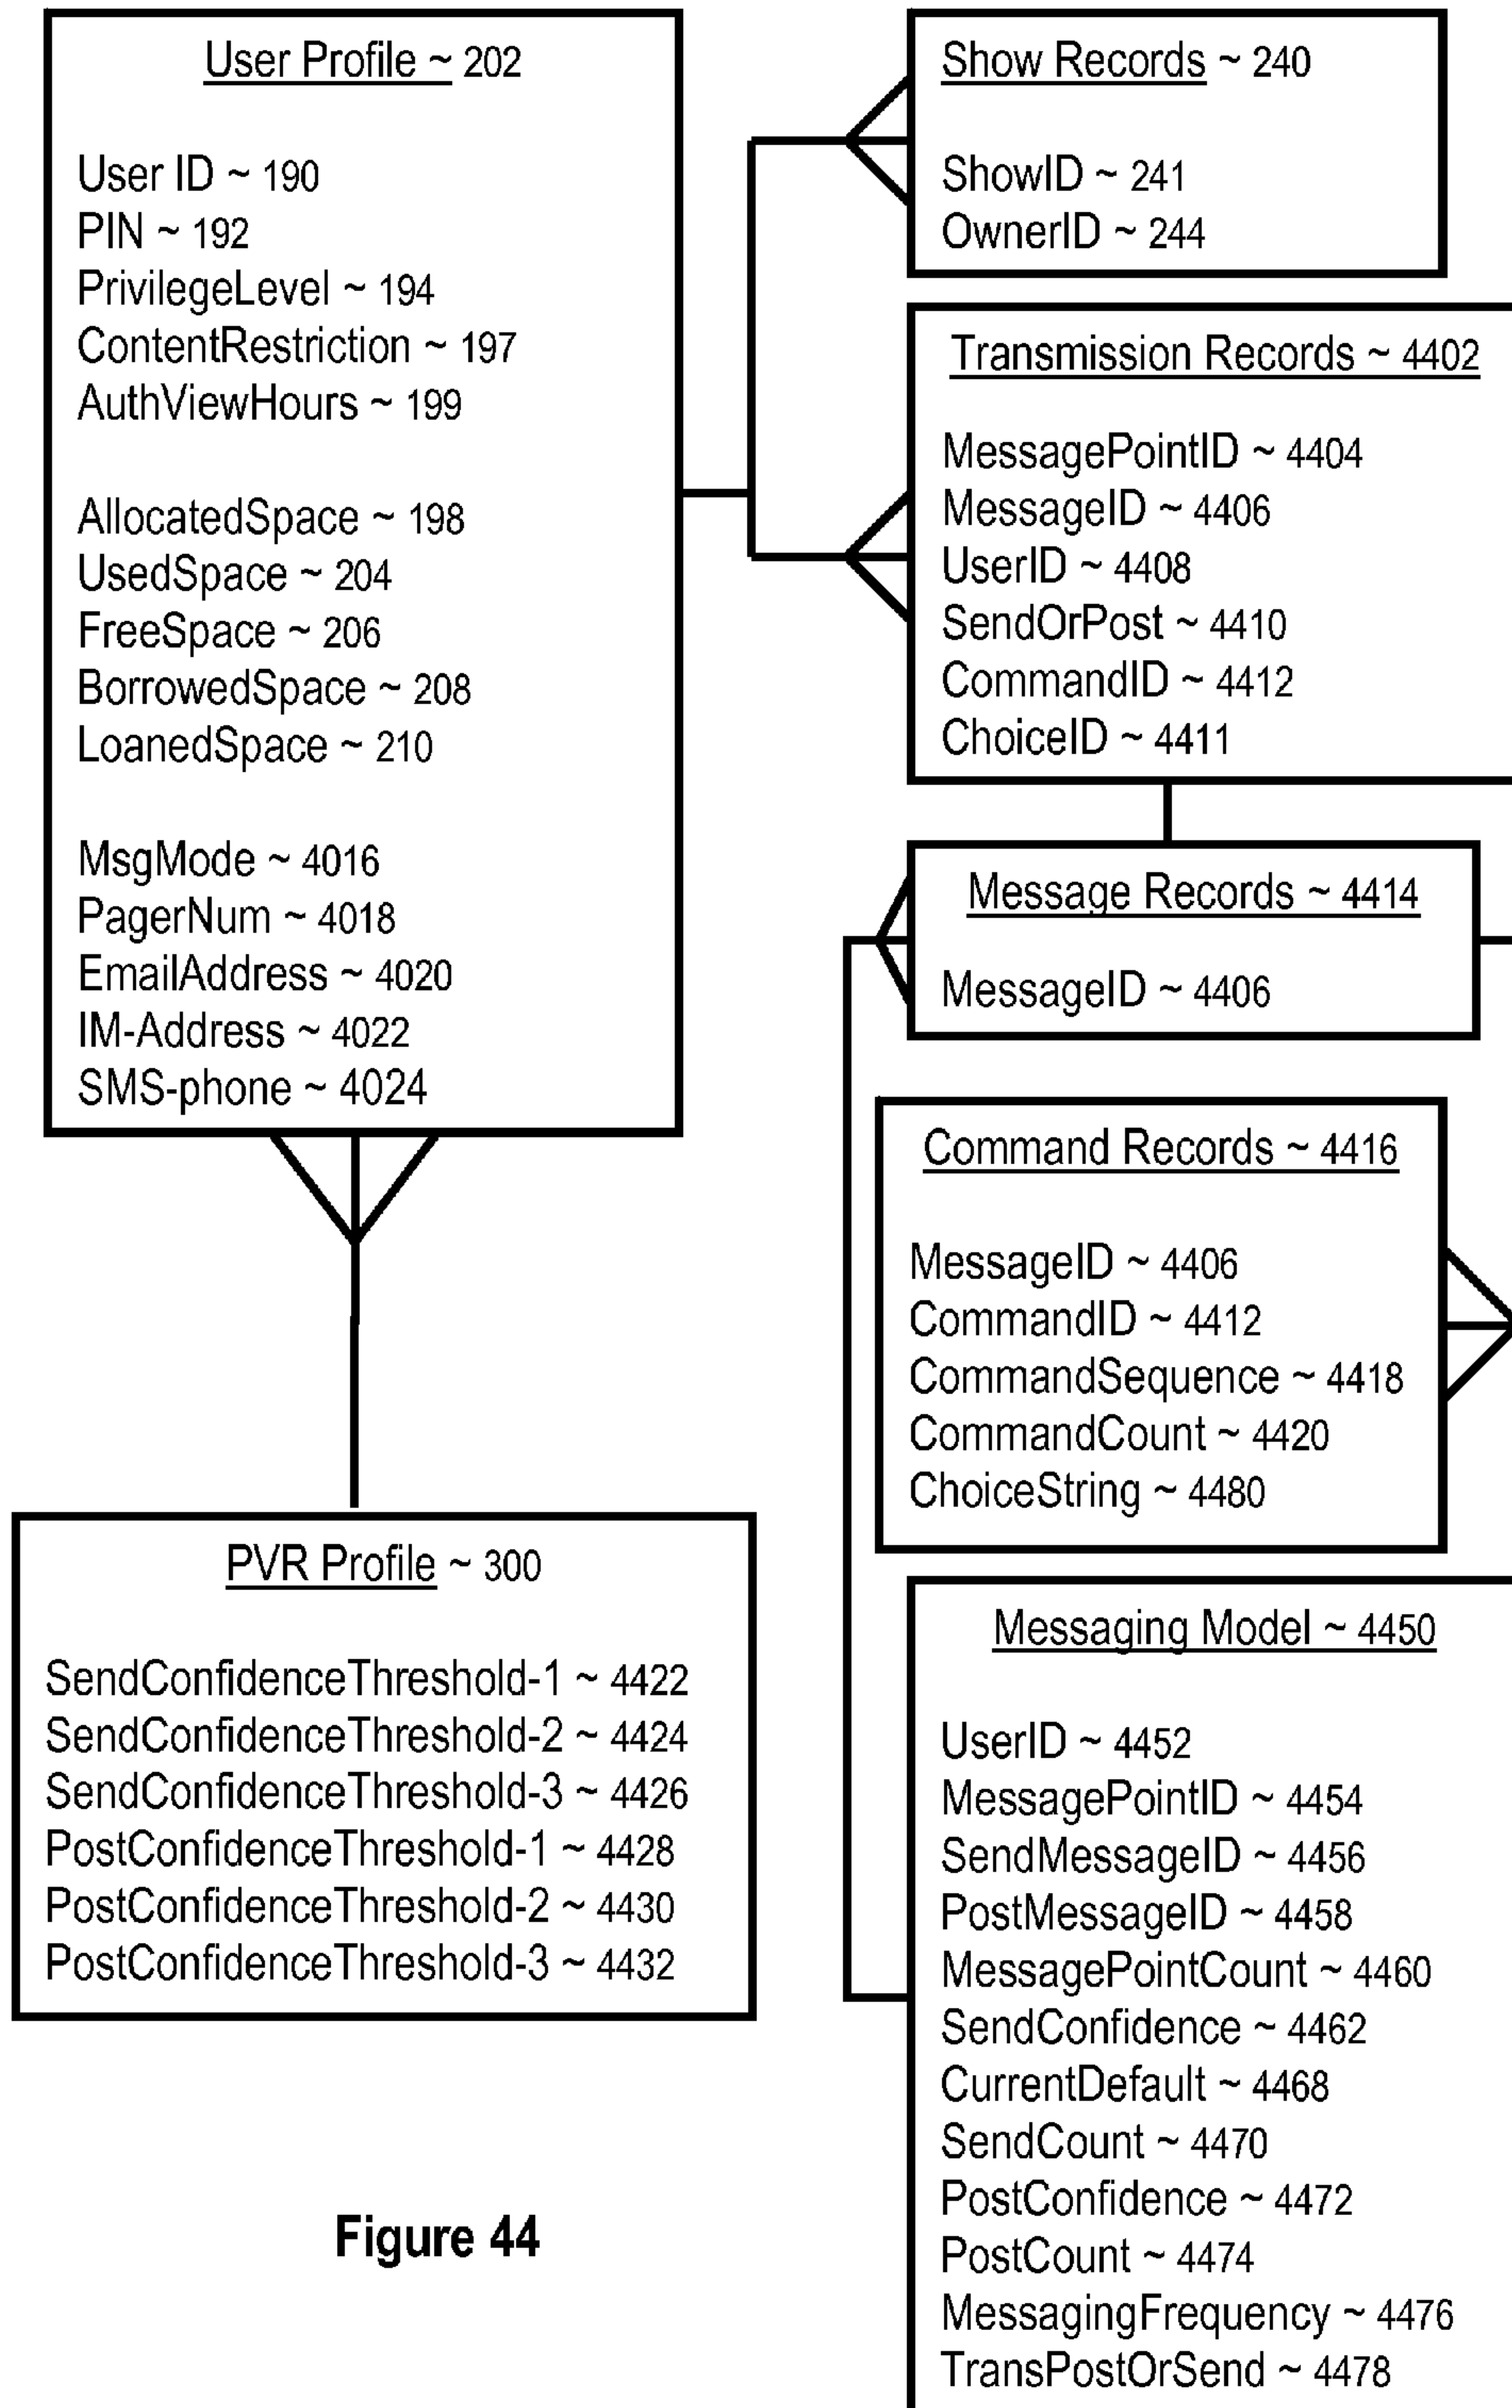 User Profile ~ 202
User ID ~ 190
PIN ~ 192
PrivilegeLevel ~ 194
ContentRestriction ~ 197
AuthViewHours ~ 199
AllocatedSpace ~ 198
UsedSpace ~ 204
FreeSpace ~ 206
BorrowedSpace ~ 208
LoanedSpace ~ 210
MsgMode ~ 4016
PagerNum ~ 4018
EmailAddress ~ 4020
IM-Address ~ 4022
SMS-phone ~ 4024
PVR Profile ~ 300
SendConfidenceThreshold-1 ~ 4422
SendConfidenceThreshold-2 ~ 4424
SendConfidenceThreshold-3 ~ 4426
PostConfidenceThreshold-1 ~ 4428
PostConfidenceThreshold-2 ~ 4430
PostConfidenceThreshold-3 ~ 4432
Figure 44
Show Records ~ 240
ShowID ~ 241
OwnerID ~ 244
Transmission Records ~ 4402
MessagePointID ~ 4404
MessageID ~ 4406
UserID ~ 4408
SendOrPost ~ 4410
CommandID ~ 4412
ChoiceID ~ 4411
Message Records ~ 4414
MessageID ~ 4406
Command Records ~ 4416
MessageID ~ 4406
CommandID ~ 4412
CommandSequence ~ 4418
CommandCount ~ 4420
ChoiceString ~ 4480
Messaging Model ~ 4450
UserID ~ 4452
MessagePointID ~ 4454
SendMessageID ~ 4456
PostMessageID ~ 4458
MessagePointCount ~ 4460
SendConfidence ~ 4462
CurrentDefault ~ 4468
SendCount ~ 4470
PostConfidence ~ 4472
PostCount ~ 4474
MessagingFrequency ~ 4476
TransPostOrSend ~ 4478